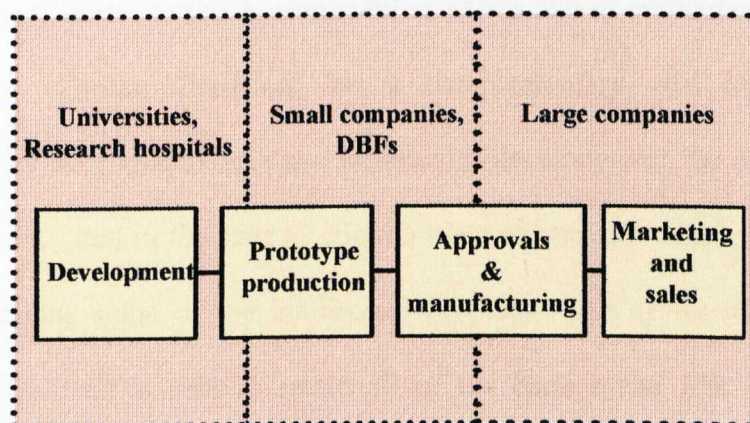 Universities,
Research hospitals
Small companies,
DBFs
Large companies
Development
Prototype
production
Approvals
&
manufacturing
Marketing
and
sales